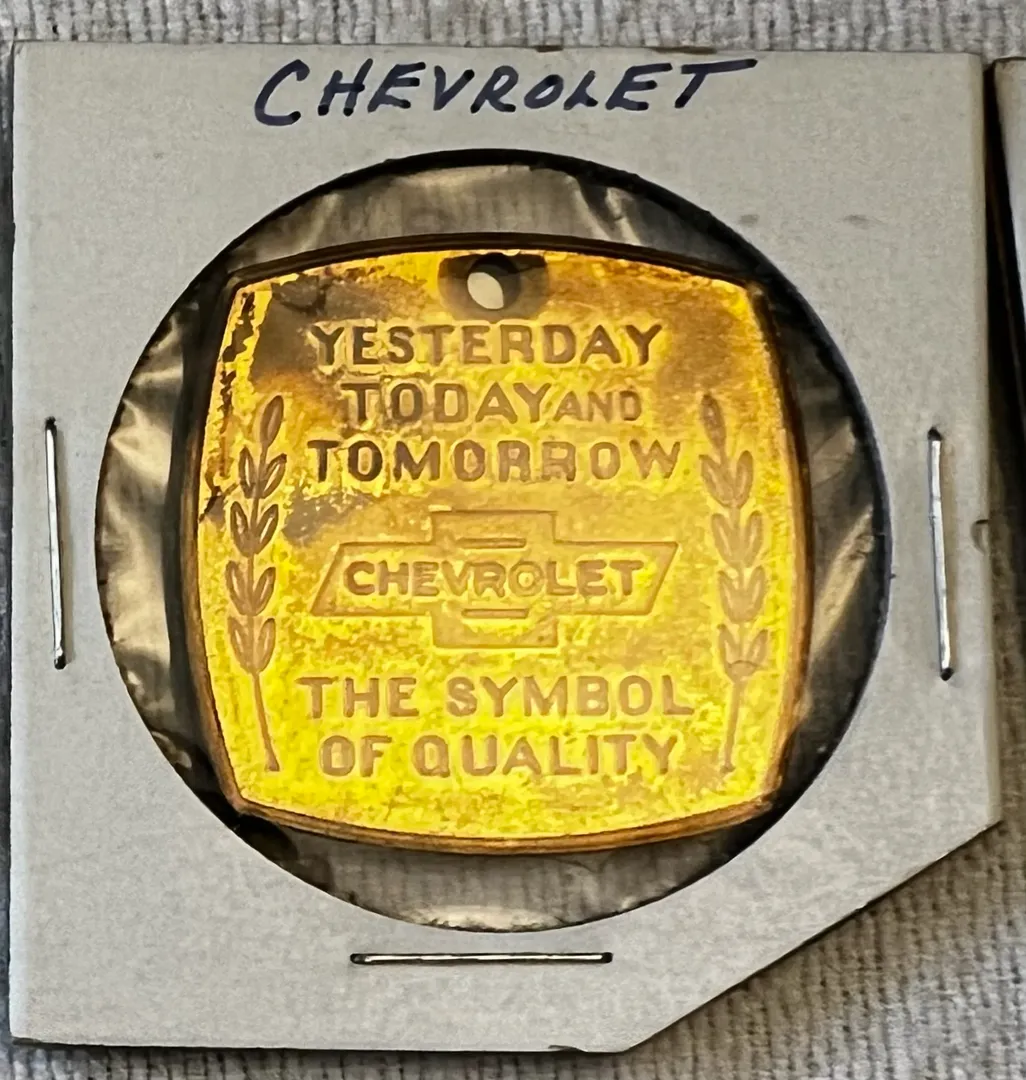 CHEVROLET
YESTERDAY
TODAY AND
TOMORROW
CHEVROLET
THE SYMBOL
OF QUALITY